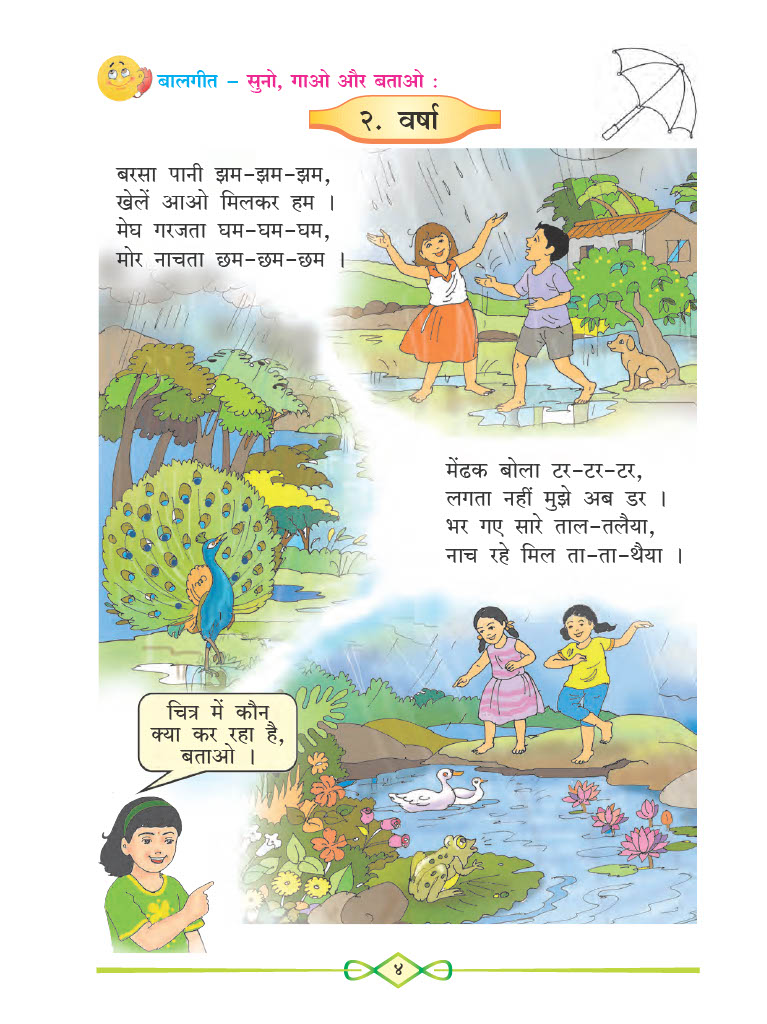 बालगीत – सुनो, गाओ और बताओ :
२. वर्षा
बरसा पानी झम-झम-झम,
खेलें आओ मिलकर हम ।
मेघ गरजता घम-घम-घम,
मोर नाचता छम-छम-छम ।
मेंढक बोला टर-टर-टर,
लगता नहीं मुझे अब डर ।
भर गए सारे ताल-तलैया,
नाच रहे मिल ता-ता-थैया ।
चित्र में कौन
क्या कर रहा है,
बताओ ।
४